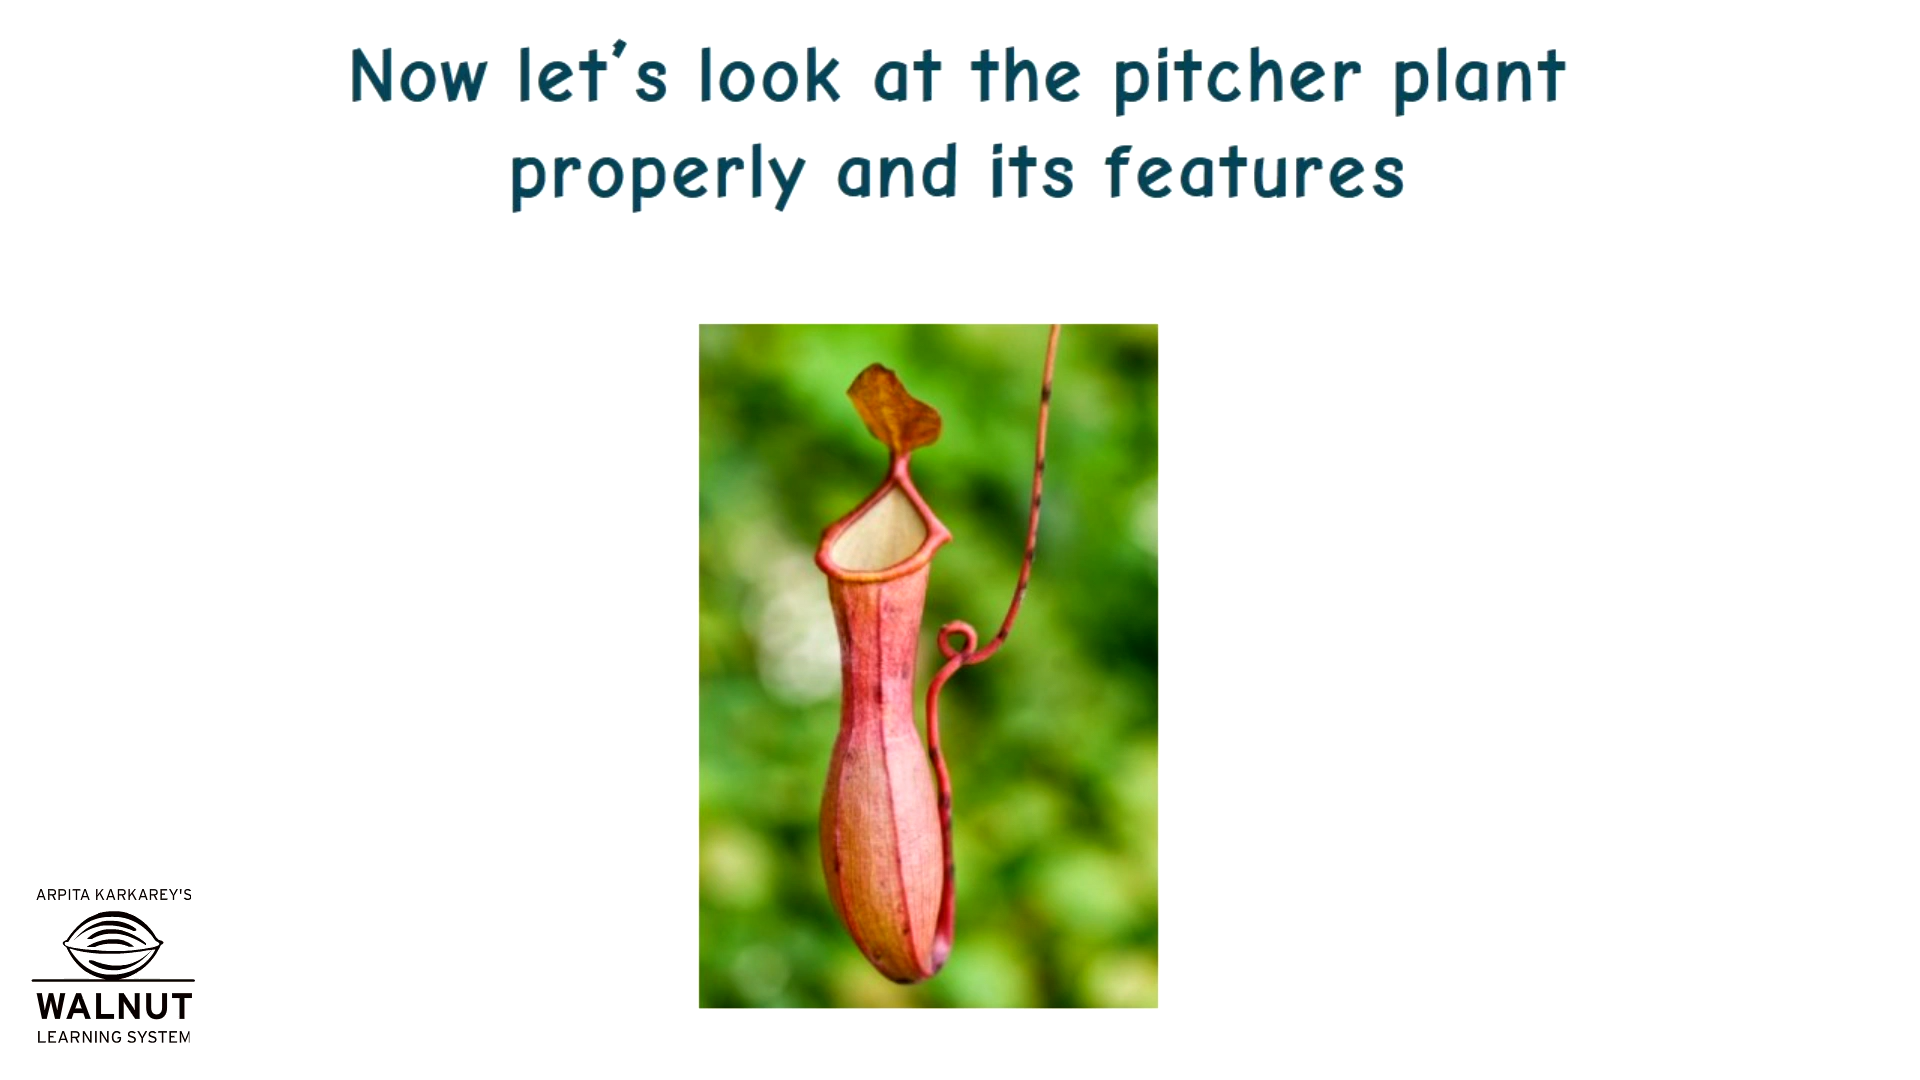 Now let's look at the pitcher plant
properly and its features
ARPITA KARKAREY'S
WALNUT
LEARNING SYSTEM